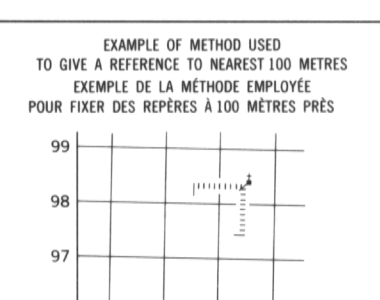 EXAMPLE OF METHOD USED
TO GIVE A REFERENCE TO NEAREST 100 METRES
EXEMPLE DE LA MÉTHODE EMPLOYÉE
POUR FIXER DES REPÈRES À 100 MÈTRES PRÈS
99
98
97